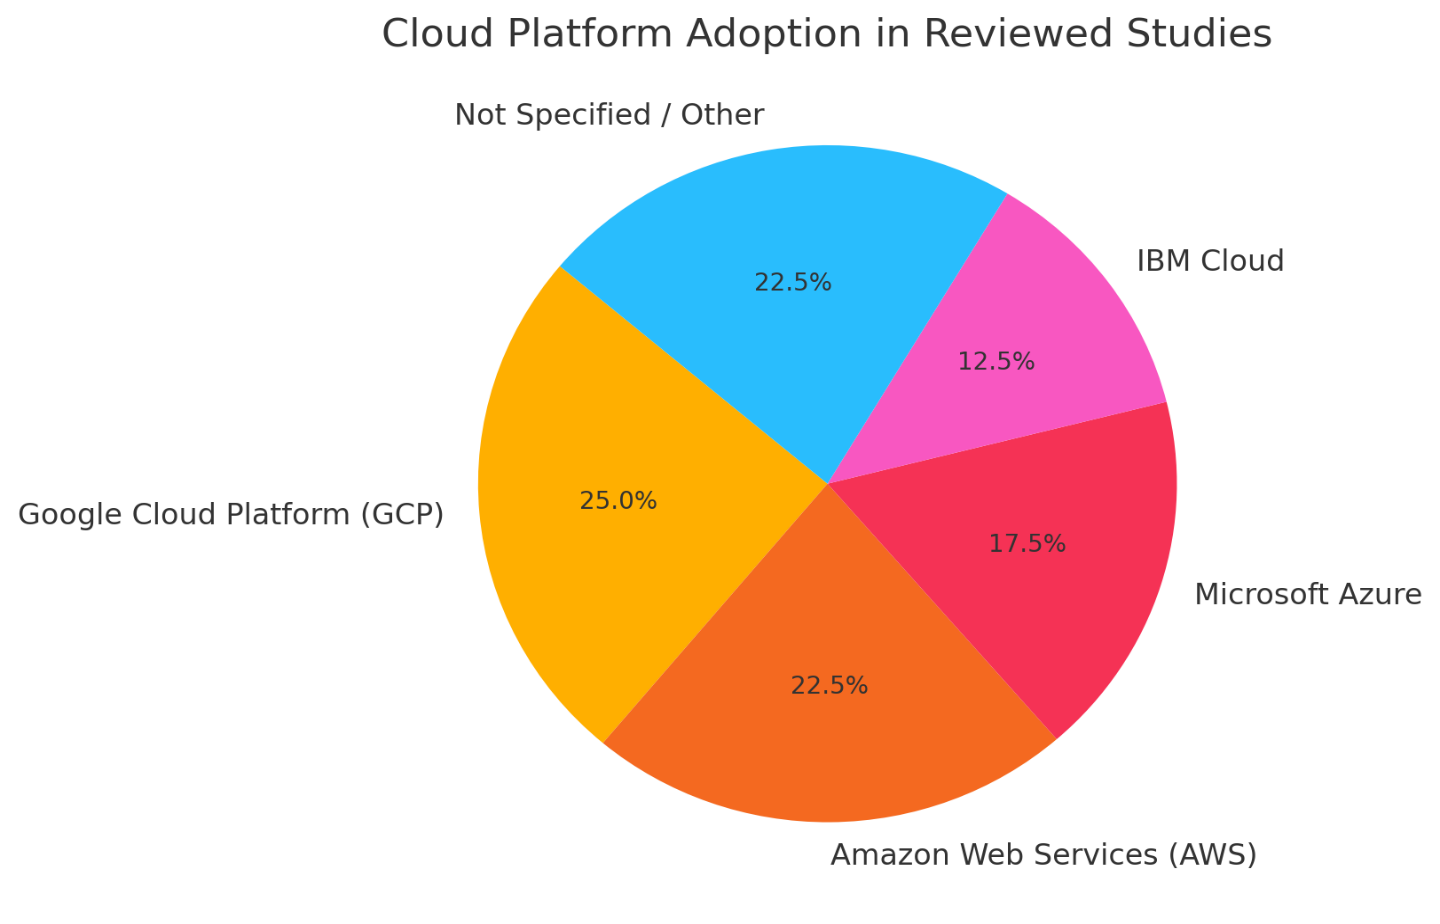 Cloud Platform Adoption in Reviewed Studies
Not Specified / Other
IBM Cloud
22.5%
12.5%
Google Cloud Platform (GCP)
25.0%
17.5%
Microsoft Azure
22.5%
Amazon Web Services (AWS)